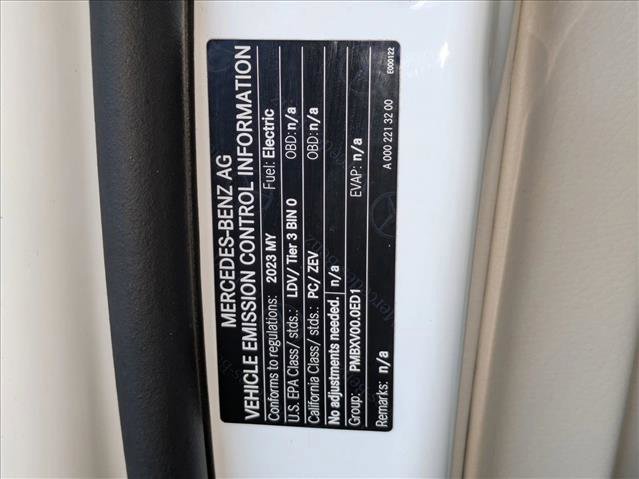 MERCEDES-BENZ AG
VEHICLE EMISSION CONTROL INFORMATION
Conforms to regulations: 2023 MY Fuel: Electric
U.S. EPA Class/ stds.: LDV/ Tier 3 BIN 0 OBD: n/a
California Class/ stds.: PC/ ZEV OBD: n/a
No adjustments needed. n/a
Group: PMBXV00.0ED1 EVAP: n/a
Remarks: n/a
A 000 221 32 00
E000122